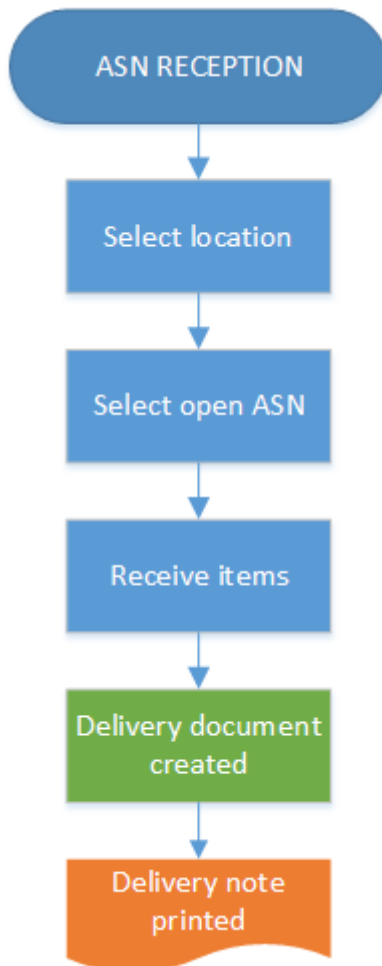 ASN RECEPTION
Select location
Select open ASN
Receive items
Delivery document
created
Delivery note
printed